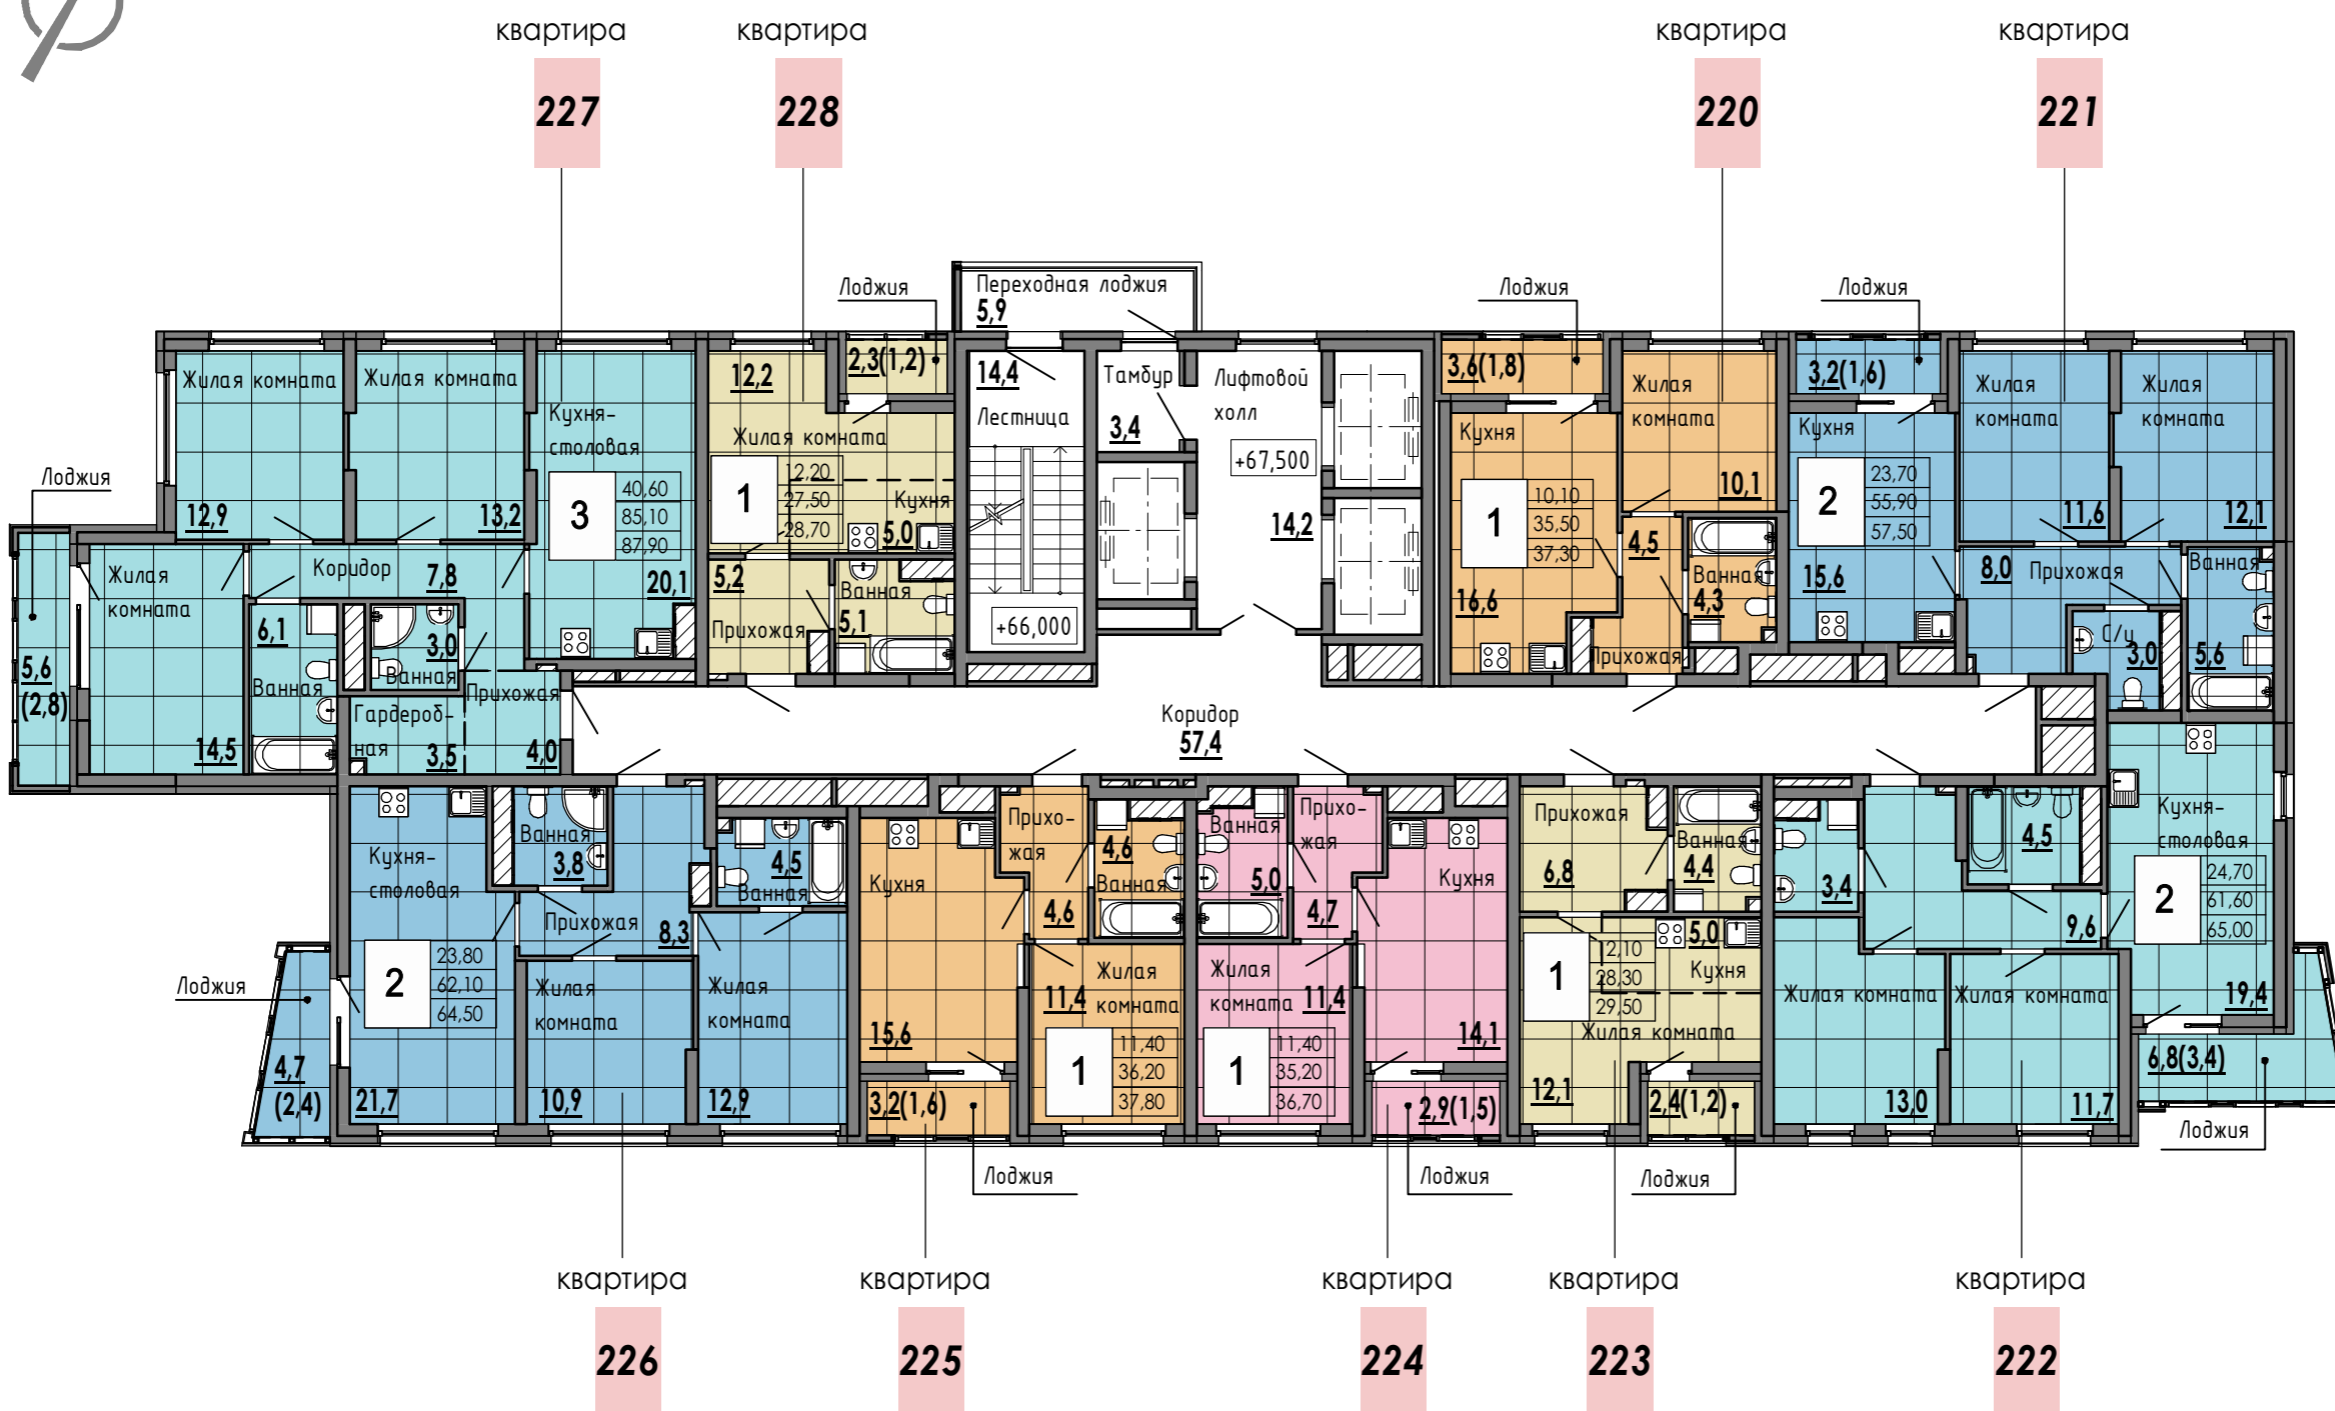 квартира
227
квартира
228
квартира
220
квартира
221
Лоджия
Переходная лоджия
5,9
Лоджия
Лоджия
Лоджия
5,6
(2,8)
Жилая комната
12,9
Жилая комната
13,2
Кухня-
столовая
3
40,60
85,10
87,90
20,1
Жилая
комната
14,5
Коридор
7,8
6,1
Ванная
3,0
Ванная
Прихожая
4,0
Гардероб-
ная
3,5
12,2
2,3(1,2)
Жилая комната
1
12,20
27,50
28,70
Кухня
5,0
5,2
Прихожая
Ванная
5,1
14,4
Лестница
+66,000
Тамбур
3,4
Лифтовой
холл
+67,500
14,2
3,6(1,8)
Кухня
1
10,10
35,50
37,30
16,6
Жилая
комната
10,1
4,5
Прихожая
Ванная
4,3
3,2(1,6)
Кухня
2
23,70
55,90
57,50
15,6
Жилая
комната
11,6
Жилая
комната
12,1
8,0
Прихожая
С/у
3,0
Ванная
5,6
Коридор
57,4
Лоджия
4,7
(2,4)
Кухня-
столовая
2
23,80
62,10
64,50
21,7
Ванная
3,8
Прихожая
8,3
4,5
Ванная
Жилая
комната
10,9
Жилая
комната
12,9
Кухня
15,6
3,2(1,6)
Прихо-
жая
4,6
4,6
Ванная
Жилая
11,4
комната
1
11,40
36,20
37,80
Лоджия
Ванная
5,0
Прихо-
жая
4,7
Кухня
14,1
Жилая
комната
11,4
1
11,40
35,20
36,70
2,9(1,5)
Лоджия
Прихожая
6,8
Ванная
4,4
1
12,10
28,30
29,50
5,0
Кухня
Жилая комната
12,1
2,4(1,2)
Лоджия
3,4
4,5
9,6
Жилая комната
13,0
Жилая комната
11,7
Кухня-
столовая
2
24,70
61,60
65,00
19,4
6,8(3,4)
Лоджия
квартира
226
квартира
225
квартира
224
квартира
223
квартира
222